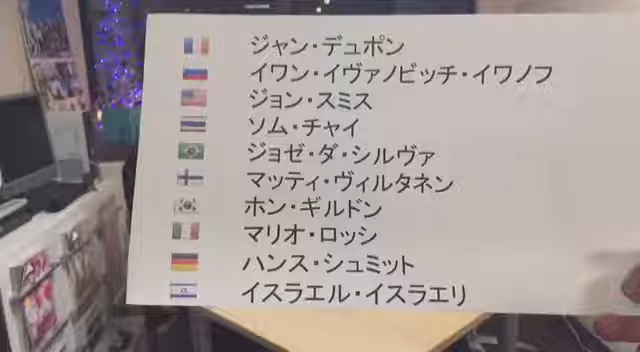 ジャン・デュポン
イワン・イヴァノビッチ・イワノフ
ジョン・スミス
ソム・チャイ
ジョゼ・ダ・シルヴァ
マッティ・ヴィルタネン
ホン・ギルドン
マリオ・ロッシ
ハンス・シュミット
イスラエル・イスラエリ